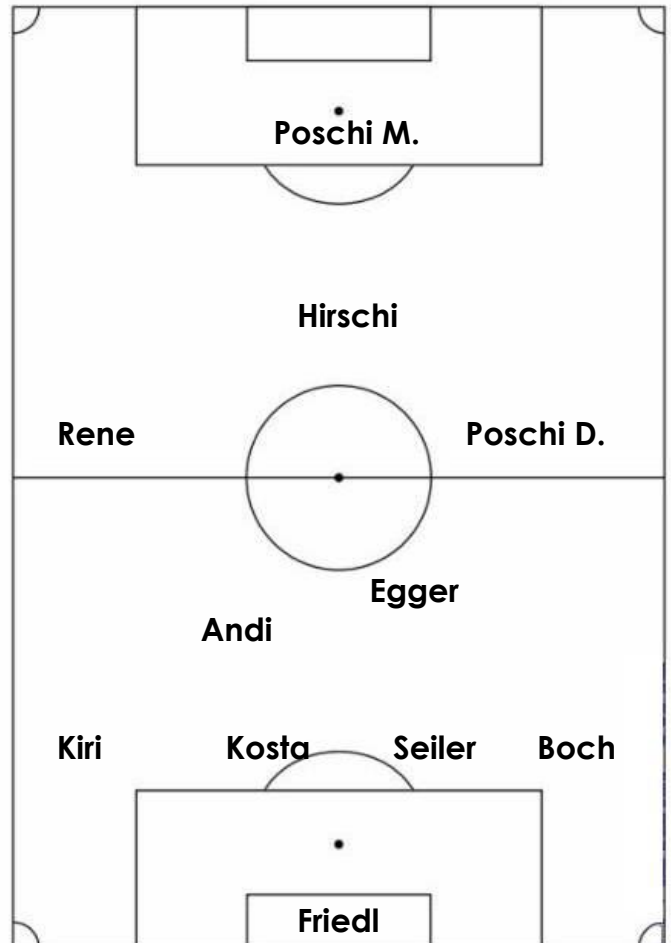 Poschi M.
Hirschi
Rene Poschi D.
Egger
Andi
Kiri Kosta Seiler Boch
Friedl